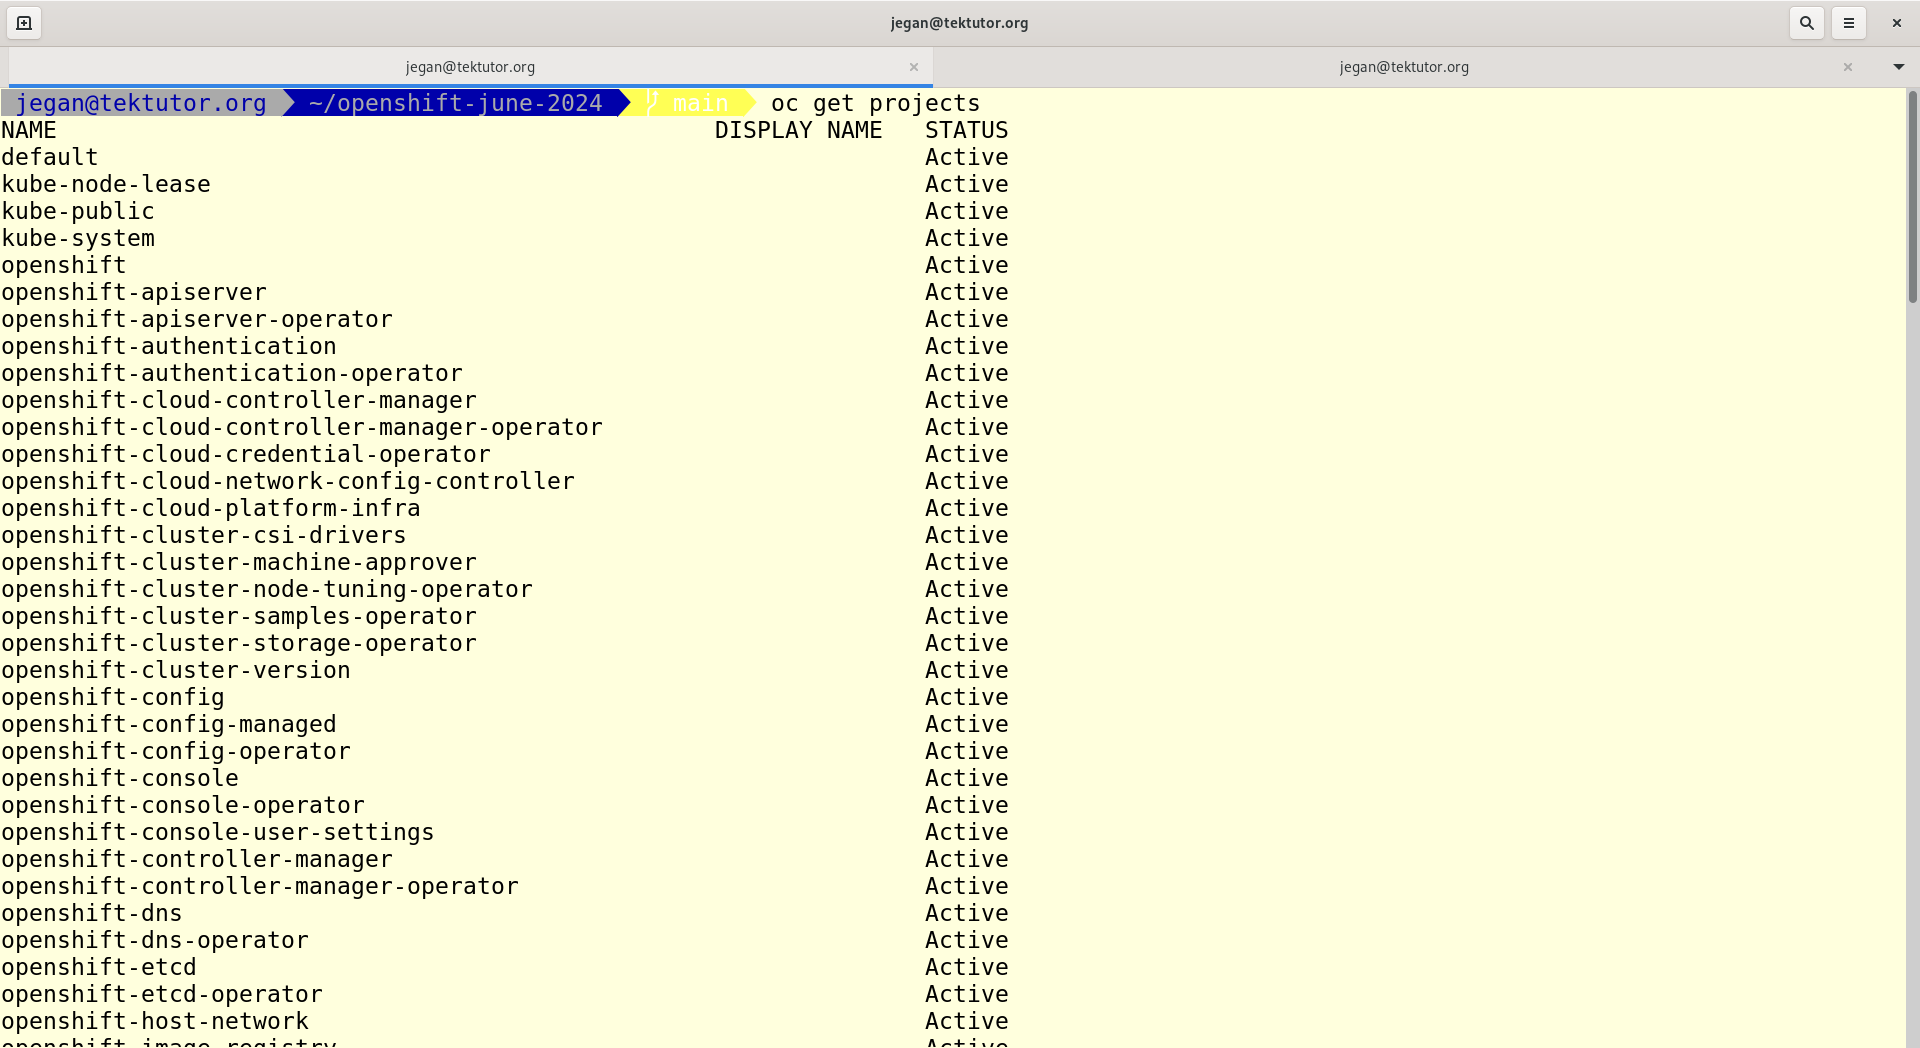 jegan@tektutor.org
jegan@tektutor.org jegan@tektutor.org
jegan@tektutor.org ~/openshift-june-2024 main oc get projects
NAME DISPLAY NAME STATUS
default Active
kube-node-lease Active
kube-public Active
kube-system Active
openshift Active
openshift-apiserver Active
openshift-apiserver-operator Active
openshift-authentication Active
openshift-authentication-operator Active
openshift-cloud-controller-manager Active
openshift-cloud-controller-manager-operator Active
openshift-cloud-credential-operator Active
openshift-cloud-network-config-controller Active
openshift-cloud-platform-infra Active
openshift-cluster-csi-drivers Active
openshift-cluster-machine-approver Active
openshift-cluster-node-tuning-operator Active
openshift-cluster-samples-operator Active
openshift-cluster-storage-operator Active
openshift-cluster-version Active
openshift-config Active
openshift-config-managed Active
openshift-config-operator Active
openshift-console Active
openshift-console-operator Active
openshift-console-user-settings Active
openshift-controller-manager Active
openshift-controller-manager-operator Active
openshift-dns Active
openshift-dns-operator Active
openshift-etcd Active
openshift-etcd-operator Active
openshift-host-network Active
openshift-image-registry Active